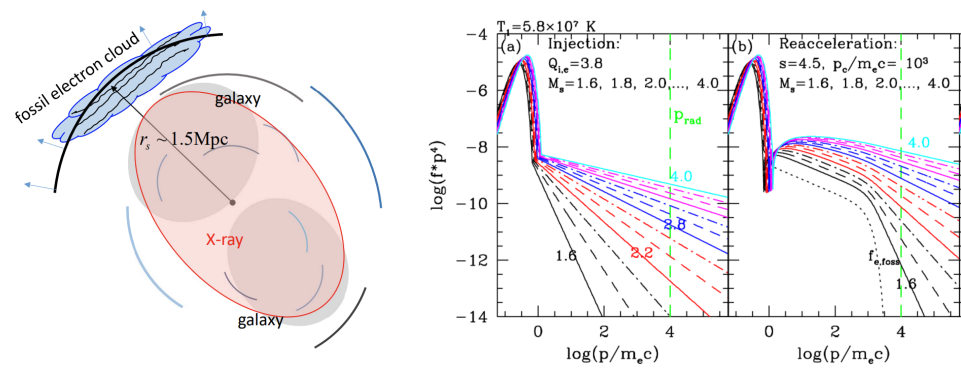 fossil electron cloud
galaxy
r_s ~ 1.5Mpc
X-ray
galaxy
T_1=5.8×10^7 K
(a) Injection:
Q_i,e=3.8
M_s=1.6, 1.8, 2.0,..., 4.0
p_rad
4.0
2.8
2.2
1.6
(b) Reacceleration:
s=4.5, p_c/m_ec= 10^3
M_s=1.6, 1.8, 2.0,..., 4.0
4.0
f_e,foss
1.6
log(f*p^4)
-4
-6
-8
-10
-12
-14
0 2 4
0 2 4
log(p/m_ec)
log(p/m_ec)